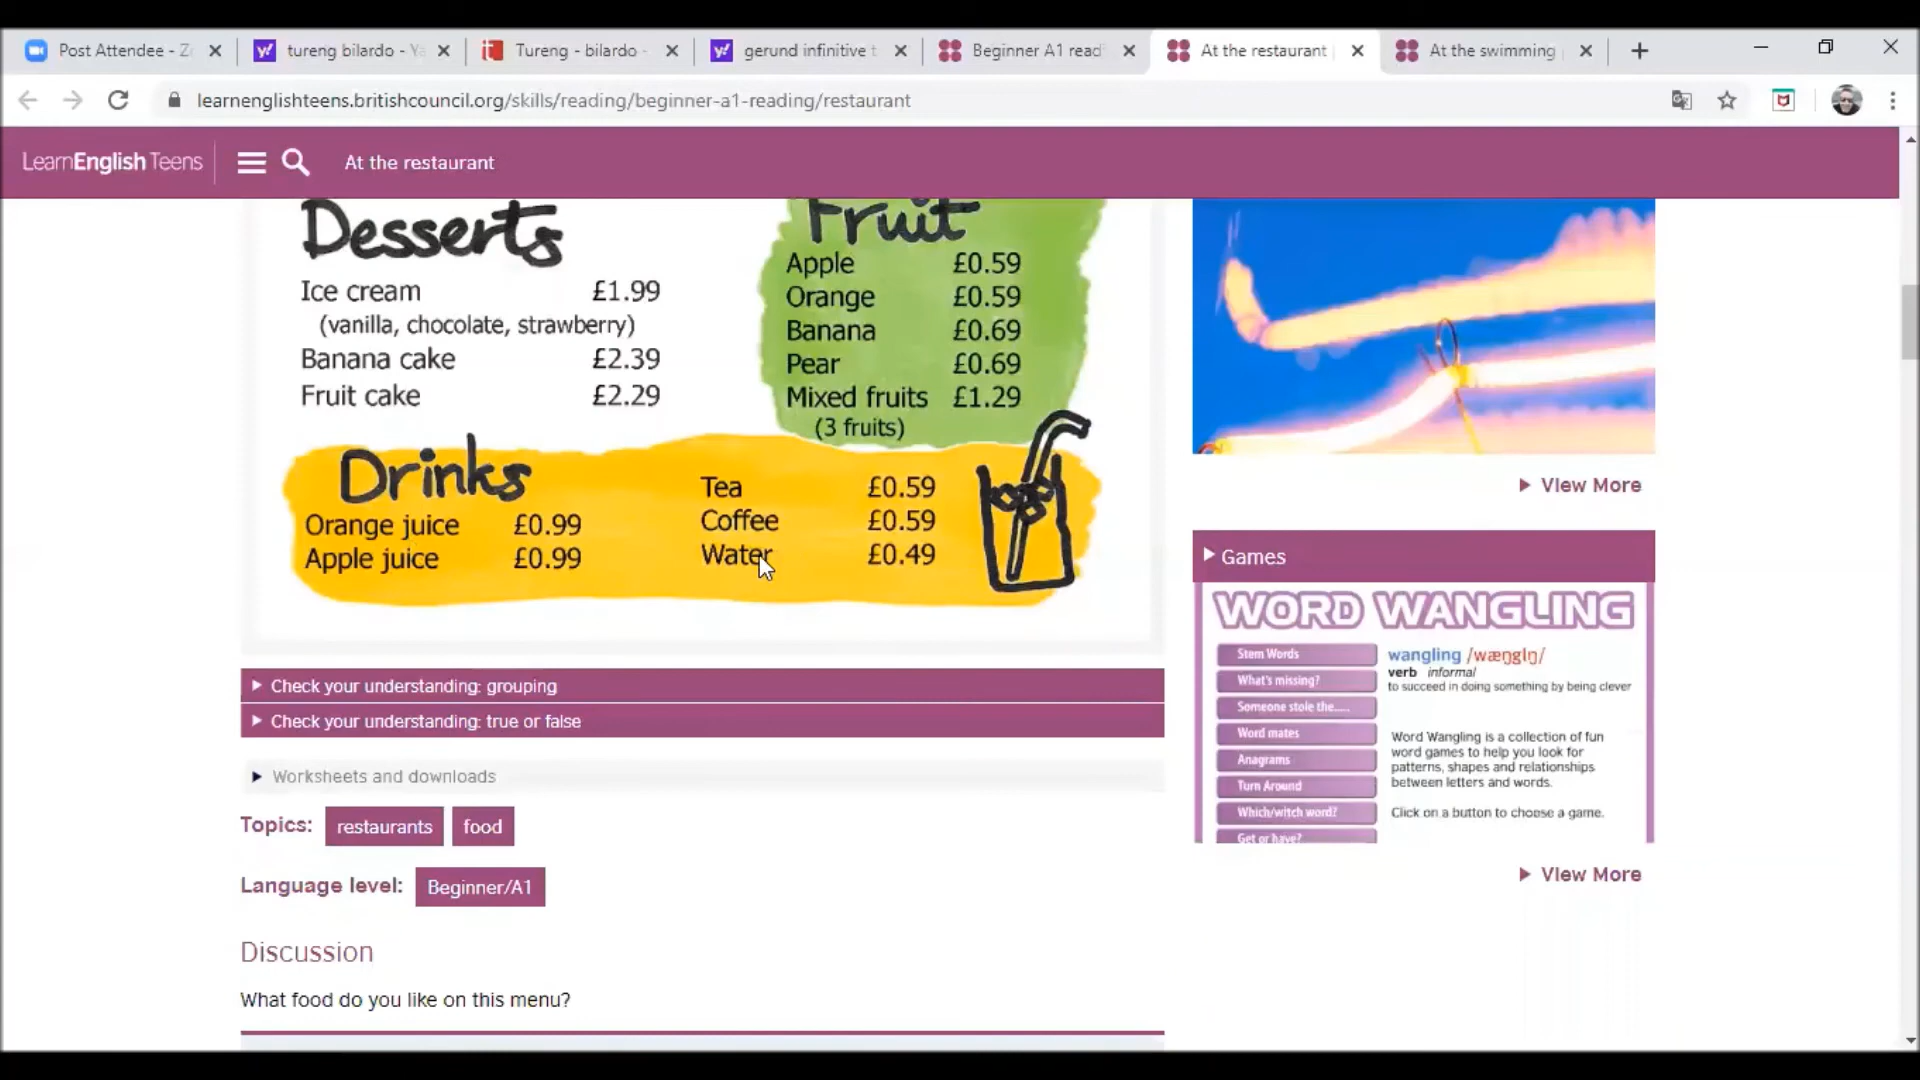 Post Attendee - Z
tureng bilardo - Ya
Tureng - bilardo -
gerund infinitive t
Beginner A1 read
At the restaurant
At the swimming
learnenglishteens.britishcouncil.org/skills/reading/beginner-a1-reading/restaurant
LearnEnglish Teens
At the restaurant
Desserts
Ice cream £1.99
(vanilla, chocolate, strawberry)
Banana cake £2.39
Fruit cake £2.29
Fruit
Apple £0.59
Orange £0.59
Banana £0.69
Pear £0.69
Mixed fruits £1.29
(3 fruits)
Drinks
Orange juice £0.99
Apple juice £0.99
Tea £0.59
Coffee £0.59
Water £0.49
Check your understanding: grouping
Check your understanding: true or false
Worksheets and downloads
Topics: restaurants food
Language level: Beginner/A1
Discussion
What food do you like on this menu?
View More
Games
WORD WANGLING
Stem Words
What's missing?
Someone stole the.....
Word mates
Anagrams
Turn Around
Which/witch word?
Get or have?
wangling /wæŋglɪŋ/
verb informal
to succeed in doing something by being clever
Word Wangling is a collection of fun
word games to help you look for
patterns, shapes and relationships
between letters and words.
Click on a button to choose a game.
View More